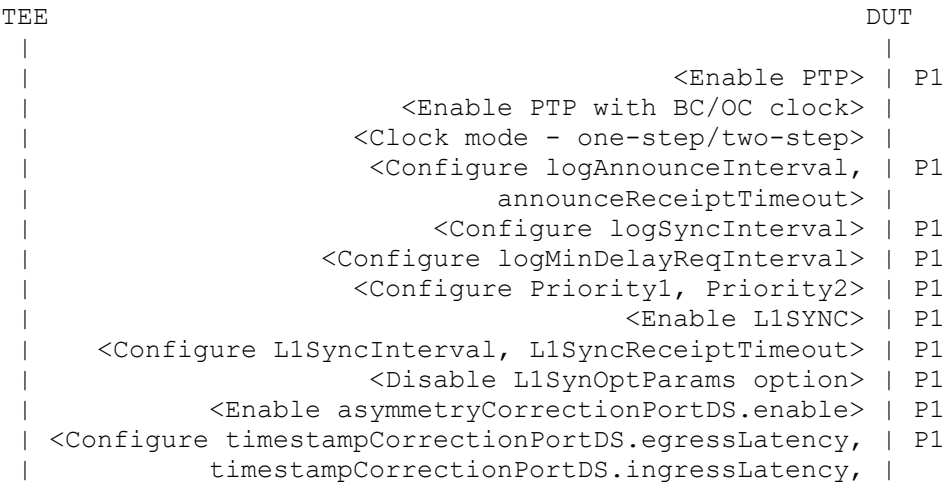 TEE                                                  DUT
 |                                                    |
 |                                       <Enable PTP> | P1
 |                      <Enable PTP with BC/OC clock> |
 |                   <Clock mode - one-step/two-step> |
 |                    <Configure logAnnounceInterval, | P1
 |                            announceReceiptTimeout> |
 |                        <Configure logSyncInterval> | P1
 |                 <Configure logMinDelayReqInterval> | P1
 |                   <Configure Priority1, Priority2> | P1
 |                                    <Enable L1SYNC> | P1
 |   <Configure L1SyncInterval, L1SyncReceiptTimeout> | P1
 |                    <Disable L1SynOptParams option> | P1
 |          <Enable asymmetryCorrectionPortDS.enable> | P1
 | <Configure timestampCorrectionPortDS.egressLatency, | P1
 |          timestampCorrectionPortDS.ingressLatency, |